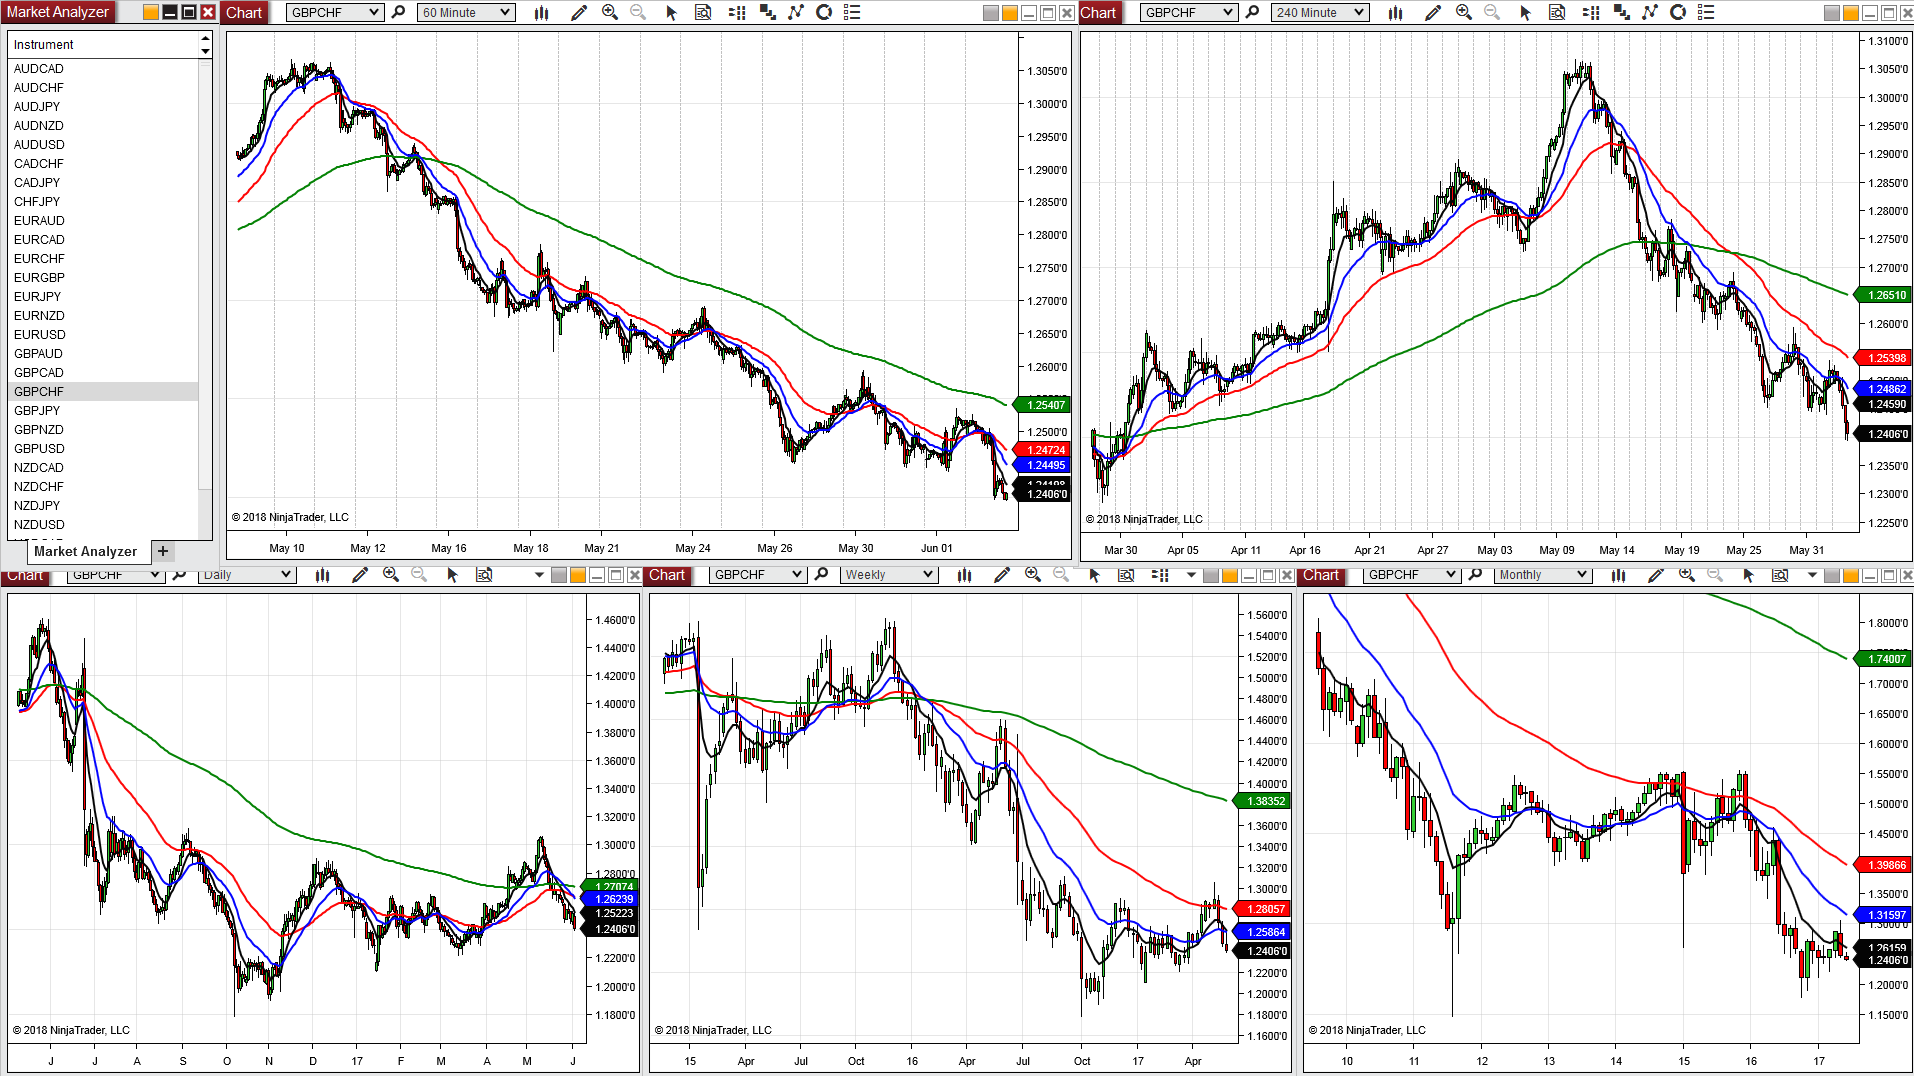 Market Analyzer
Instrument
AUDCAD
AUDCHF
AUDJPY
AUDNZD
AUDUSD
CADCHF
CADJPY
CHFJPY
EURAUD
EURCAD
EURCHF
EURGBP
EURJPY
EURNZD
EURUSD
GBPAUD
GBPCAD
GBPCHF
GBPJPY
GBPNZD
GBPUSD
NZDCAD
NZDCHF
NZDJPY
NZDUSD
Market Analyzer +
Chart GBPCHF 60 Minute
1.3050'0
1.3000'0
1.2950'0
1.2900'0
1.2850'0
1.2800'0
1.2750'0
1.2700'0
1.2650'0
1.2600'0
1.25407
1.2500'0
1.24724
1.24495
1.2406'0
© 2018 NinjaTrader, LLC
May 10 May 12 May 16 May 18 May 21 May 24 May 26 May 30 Jun 01
Chart GBPCHF 240 Minute
1.3100'0
1.3050'0
1.3000'0
1.2950'0
1.2900'0
1.2850'0
1.2800'0
1.2750'0
1.2700'0
1.26510
1.2600'0
1.25398
1.24862
1.24590
1.2406'0
1.2350'0
1.2300'0
1.2250'0
© 2018 NinjaTrader, LLC
Mar 30 Apr 05 Apr 11 Apr 16 Apr 21 Apr 27 May 03 May 09 May 14 May 19 May 25 May 31
Chart GBPCHF Daily
1.4600'0
1.4400'0
1.4200'0
1.4000'0
1.3800'0
1.3600'0
1.3400'0
1.3200'0
1.3000'0
1.2800'0
1.27074
1.26239
1.25223
1.2406'0
1.2200'0
1.2000'0
1.1800'0
© 2018 NinjaTrader, LLC
J J A S O N D 17 F M A M J
Chart GBPCHF Weekly
1.5600'0
1.5400'0
1.5200'0
1.5000'0
1.4800'0
1.4600'0
1.4400'0
1.4200'0
1.4000'0
1.38352
1.3600'0
1.3400'0
1.3200'0
1.3000'0
1.28057
1.25864
1.2406'0
1.2200'0
1.2000'0
1.1800'0
1.1600'0
© 2018 NinjaTrader, LLC
15 Apr Jul Oct 16 Apr Jul Oct 17 Apr
Chart GBPCHF Monthly
1.8000'0
1.74007
1.7000'0
1.6500'0
1.6000'0
1.5500'0
1.5000'0
1.4500'0
1.39866
1.3500'0
1.31597
1.3000'0
1.26159
1.2406'0
1.2000'0
1.1500'0
© 2018 NinjaTrader, LLC
10 11 12 13 14 15 16 17